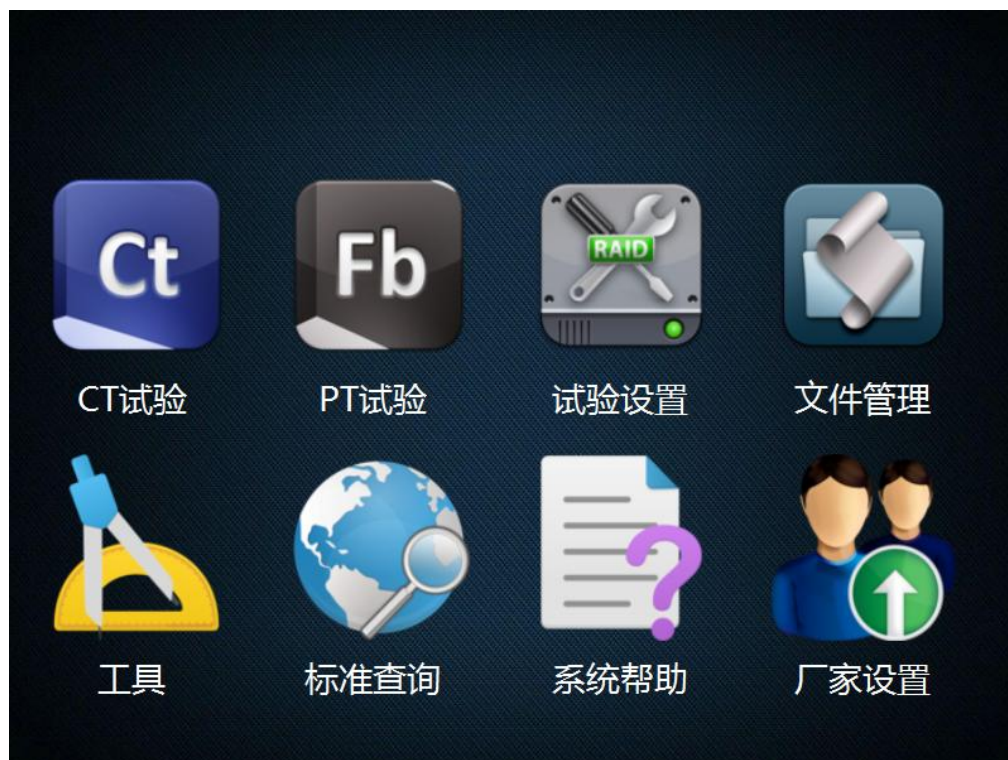 Ct
Fb
RAID
CT试验
PT试验
试验设置
文件管理
工具
标准查询
系统帮助
厂家设置